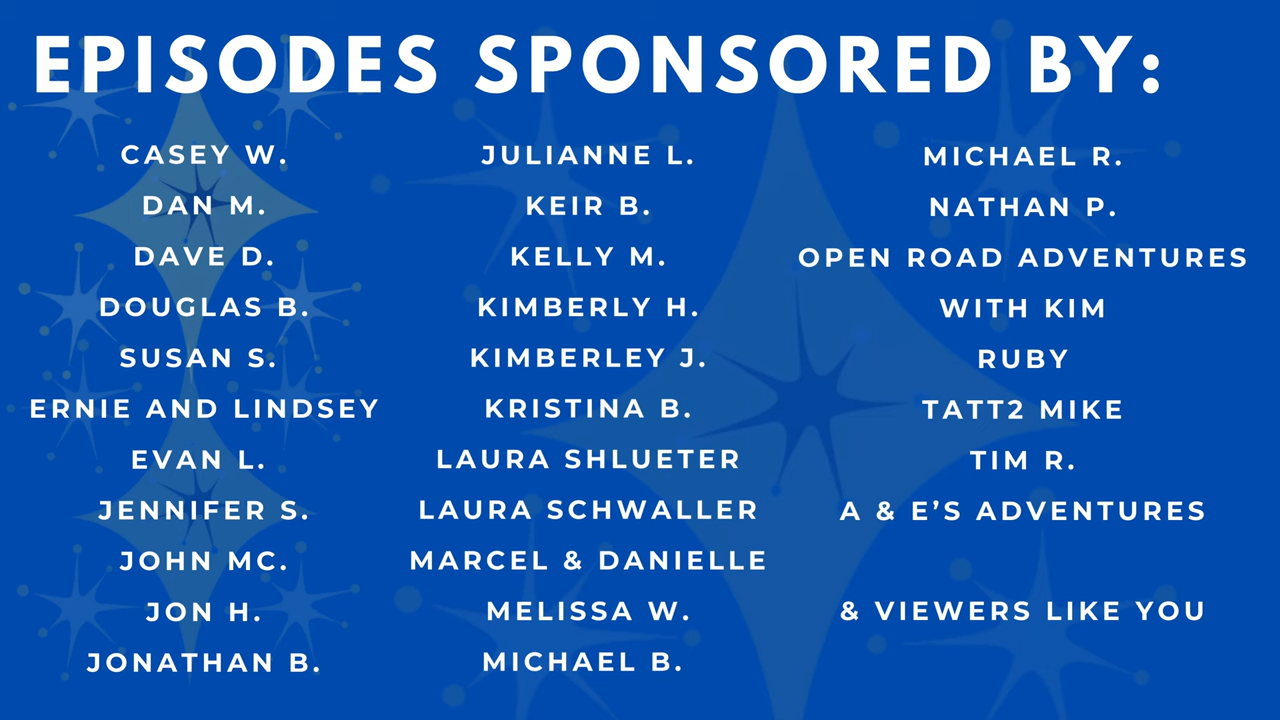 EPISODES SPONSORED BY:
CASEY W.
DAN M.
DAVE D.
DOUGLAS B.
SUSAN S.
ERNIE AND LINDSEY
EVAN L.
JENNIFER S.
JOHN MC.
JON H.
JONATHAN B.
JULIANNE L.
KEIR B.
KELLY M.
KIMBERLY H.
KIMBERLEY J.
KRISTINA B.
LAURA SHLUETER
LAURA SCHWALLER
MARCEL & DANIELLE
MELISSA W.
MICHAEL B.
MICHAEL R.
NATHAN P.
OPEN ROAD ADVENTURES
WITH KIM
RUBY
TATT2 MIKE
TIM R.
A & E’S ADVENTURES
& VIEWERS LIKE YOU